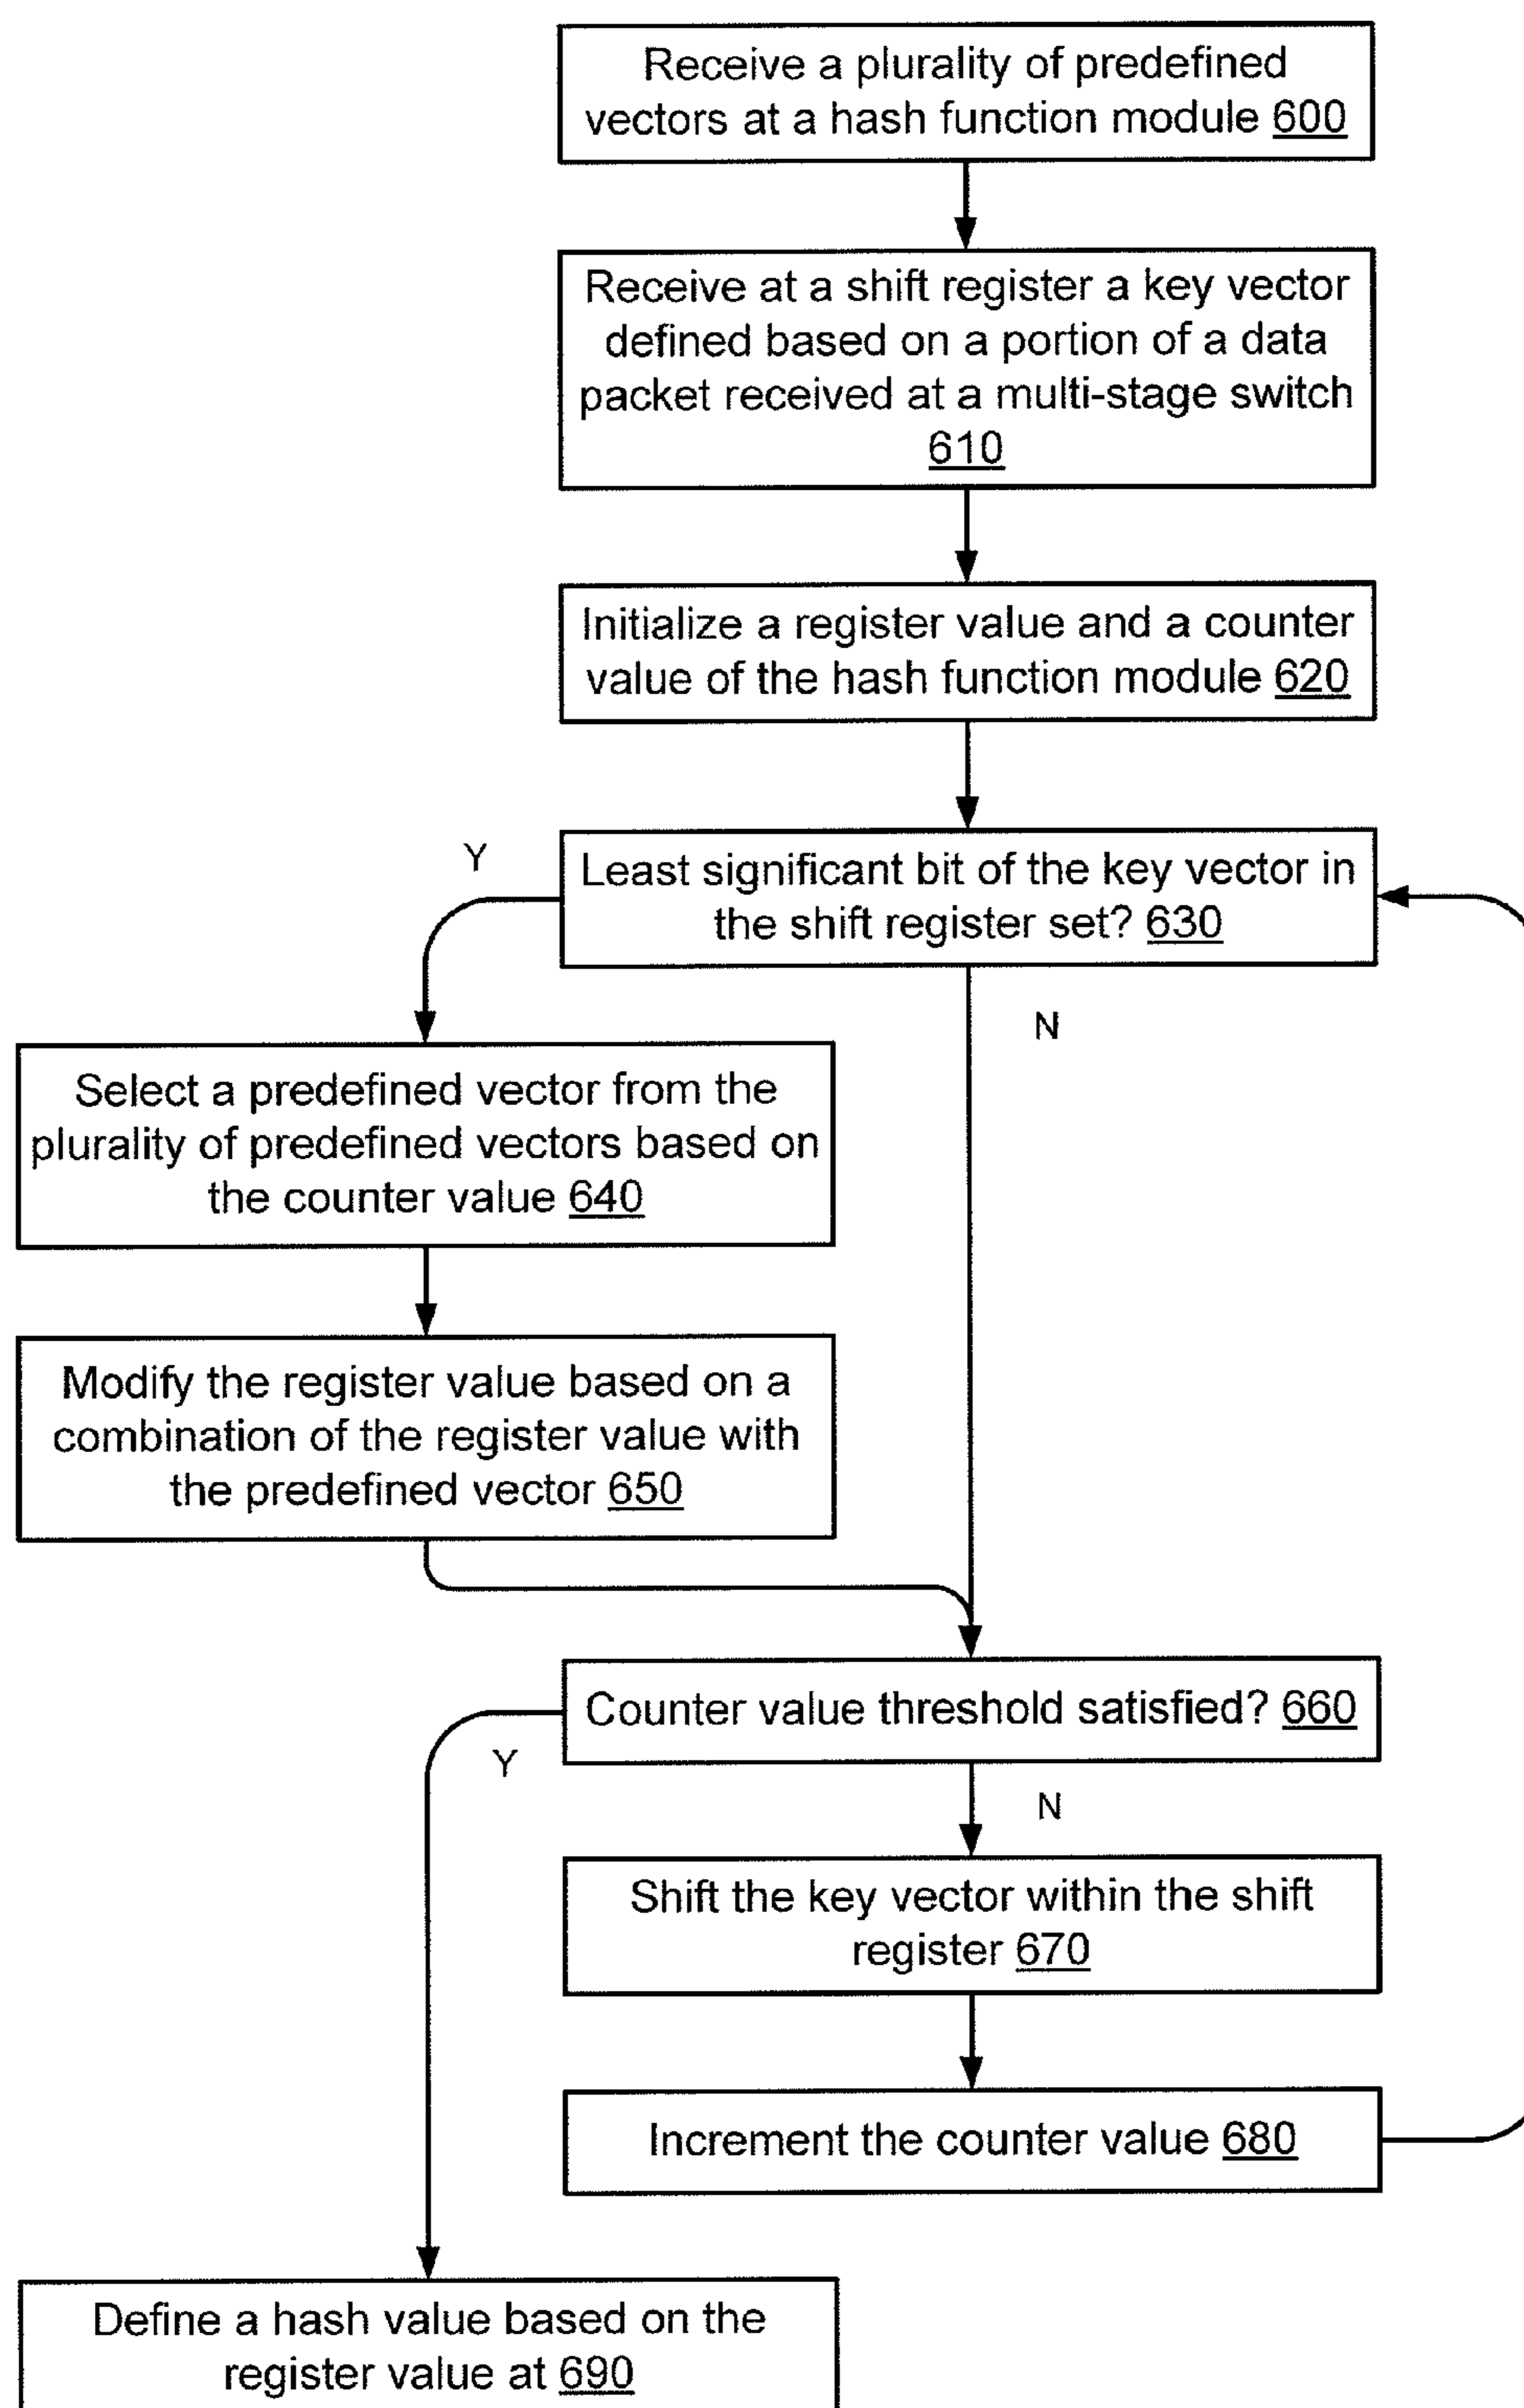 Receive a plurality of predefined
vectors at a hash function module 600
Receive at a shift register a key vector
defined based on a portion of a data
packet received at a multi-stage switch
610
Initialize a register value and a counter
value of the hash function module 620
Least significant bit of the key vector in
the shift register set? 630
Y
N
Select a predefined vector from the
plurality of predefined vectors based on
the counter value 640
Modify the register value based on a
combination of the register value with
the predefined vector 650
Counter value threshold satisfied? 660
Y
N
Shift the key vector within the shift
register 670
Increment the counter value 680
Define a hash value based on the
register value at 690